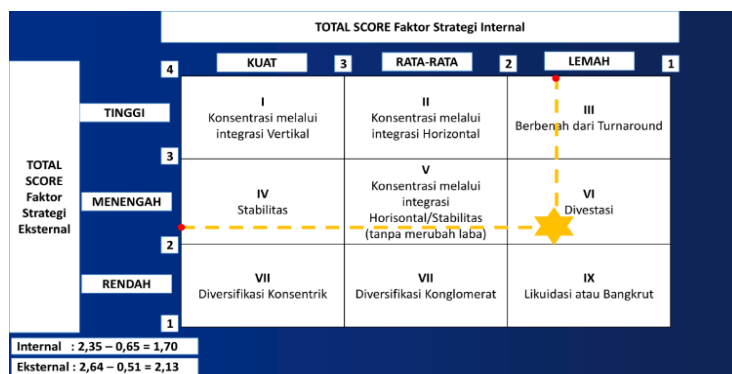 TOTAL SCORE Faktor Strategi Internal
4
KUAT
3
RATA-RATA
2
LEMAH
1
TOTAL
SCORE
Faktor
Strategi
Eksternal
TINGGI
I
Konsentrasi melalui
integrasi Vertikal
II
Konsentrasi melalui
integrasi Horizontal
III
Berbenah dari Turnaround
3
MENENGAH
IV
Stabilitas
V
Konsentrasi melalui
integrasi
Horisontal/Stabilitas
(tanpa merubah laba)
VI
Divestasi
2
RENDAH
VII
Diversifikasi Konsentrik
VII
Diversifikasi Konglomerat
IX
Likuidasi atau Bangkrut
1
Internal : 2,35 – 0,65 = 1,70
Eksternal : 2,64 – 0,51 = 2,13